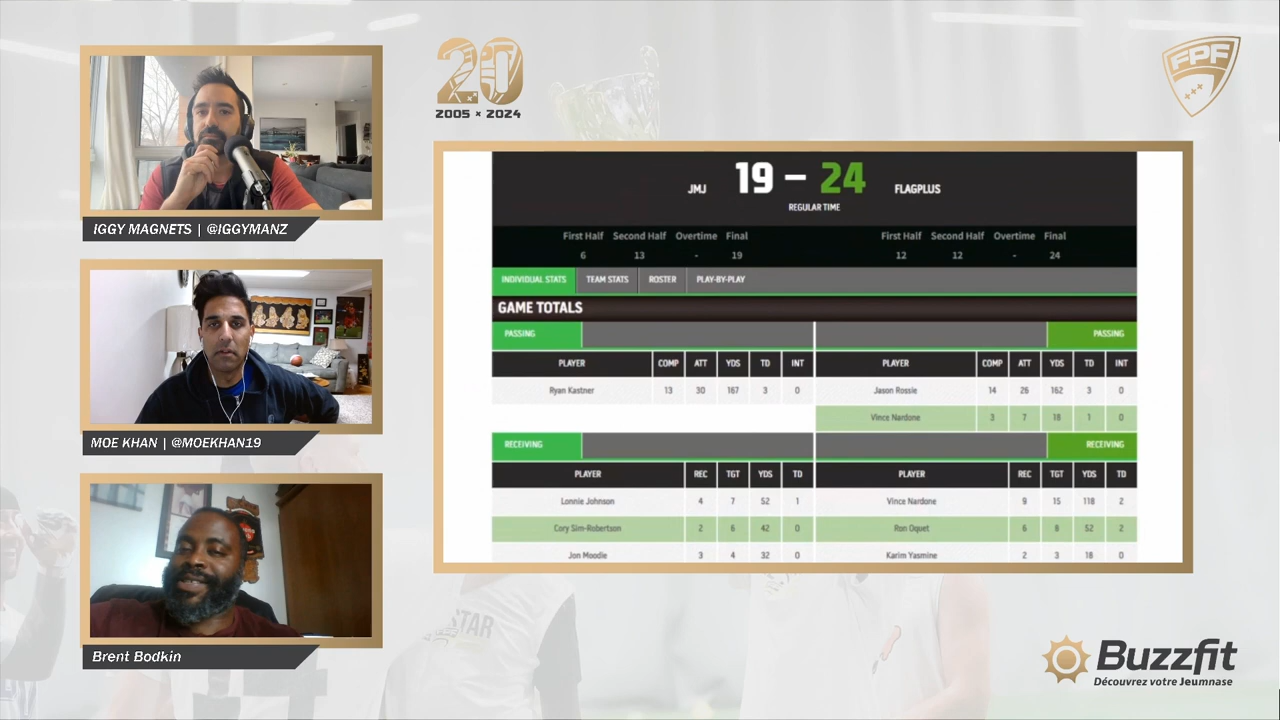 20
2005 × 2024
FPF
IGGY MAGNETS | @IGGYMANZ
MOE KHAN | @MOEKHAN19
Brent Bodkin
JMJ 19 – 24 FLAGPLUS
REGULAR TIME
First Half Second Half Overtime Final First Half Second Half Overtime Final
6 13 - 19 12 12 - 24
INDIVIDUAL STATS TEAM STATS ROSTER PLAY-BY-PLAY
GAME TOTALS
PASSING PASSING
PLAYER COMP ATT YDS TD INT PLAYER COMP ATT YDS TD INT
Ryan Kastner 13 30 167 3 0 Jason Rossie 14 26 162 3 0
Vince Nardone 3 7 18 1 0
RECEIVING RECEIVING
PLAYER REC TGT YDS TD PLAYER REC TGT YDS TD
Lonnie Johnson 4 7 52 1 Vince Nardone 9 15 118 2
Cory Sim-Robertson 2 6 42 0 Ron Oquet 6 8 52 2
Jon Moodie 3 4 32 0 Karim Yasmine 2 3 18 0
STAR
Buzzfit
Découvrez votre Jeumnase